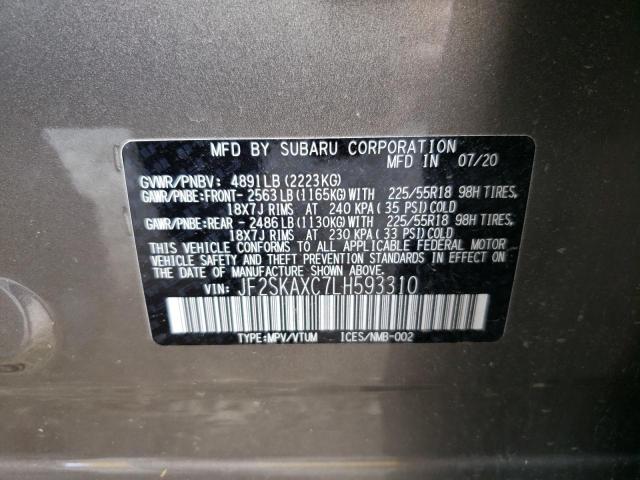 MFD BY SUBARU CORPORATION
MFD IN 07/20
GVWR/PNBV: 4891LB (2223KG)
GAWR/PNBE:FRONT- 2563LB (1165KG)WITH 225/55R18 98H TIRES,
18X7J RIMS AT 240 KPA (35 PSI) COLD
GAWR/PNBE:REAR - 2486LB (1130KG)WITH 225/55R18 98H TIRES,
18X7J RIMS AT 230 KPA (33 PSI) COLD
THIS VEHICLE CONFORMS TO ALL APPLICABLE FEDERAL MOTOR
VEHICLE SAFETY AND THEFT PREVENTION STANDARDS IN EFFECT ON
THE DATE OF MANUFACTURE SHOWN ABOVE.
VIN: JF2SKAXC7LH593310
TYPE:MPV/VTUM ICES/NMB-002